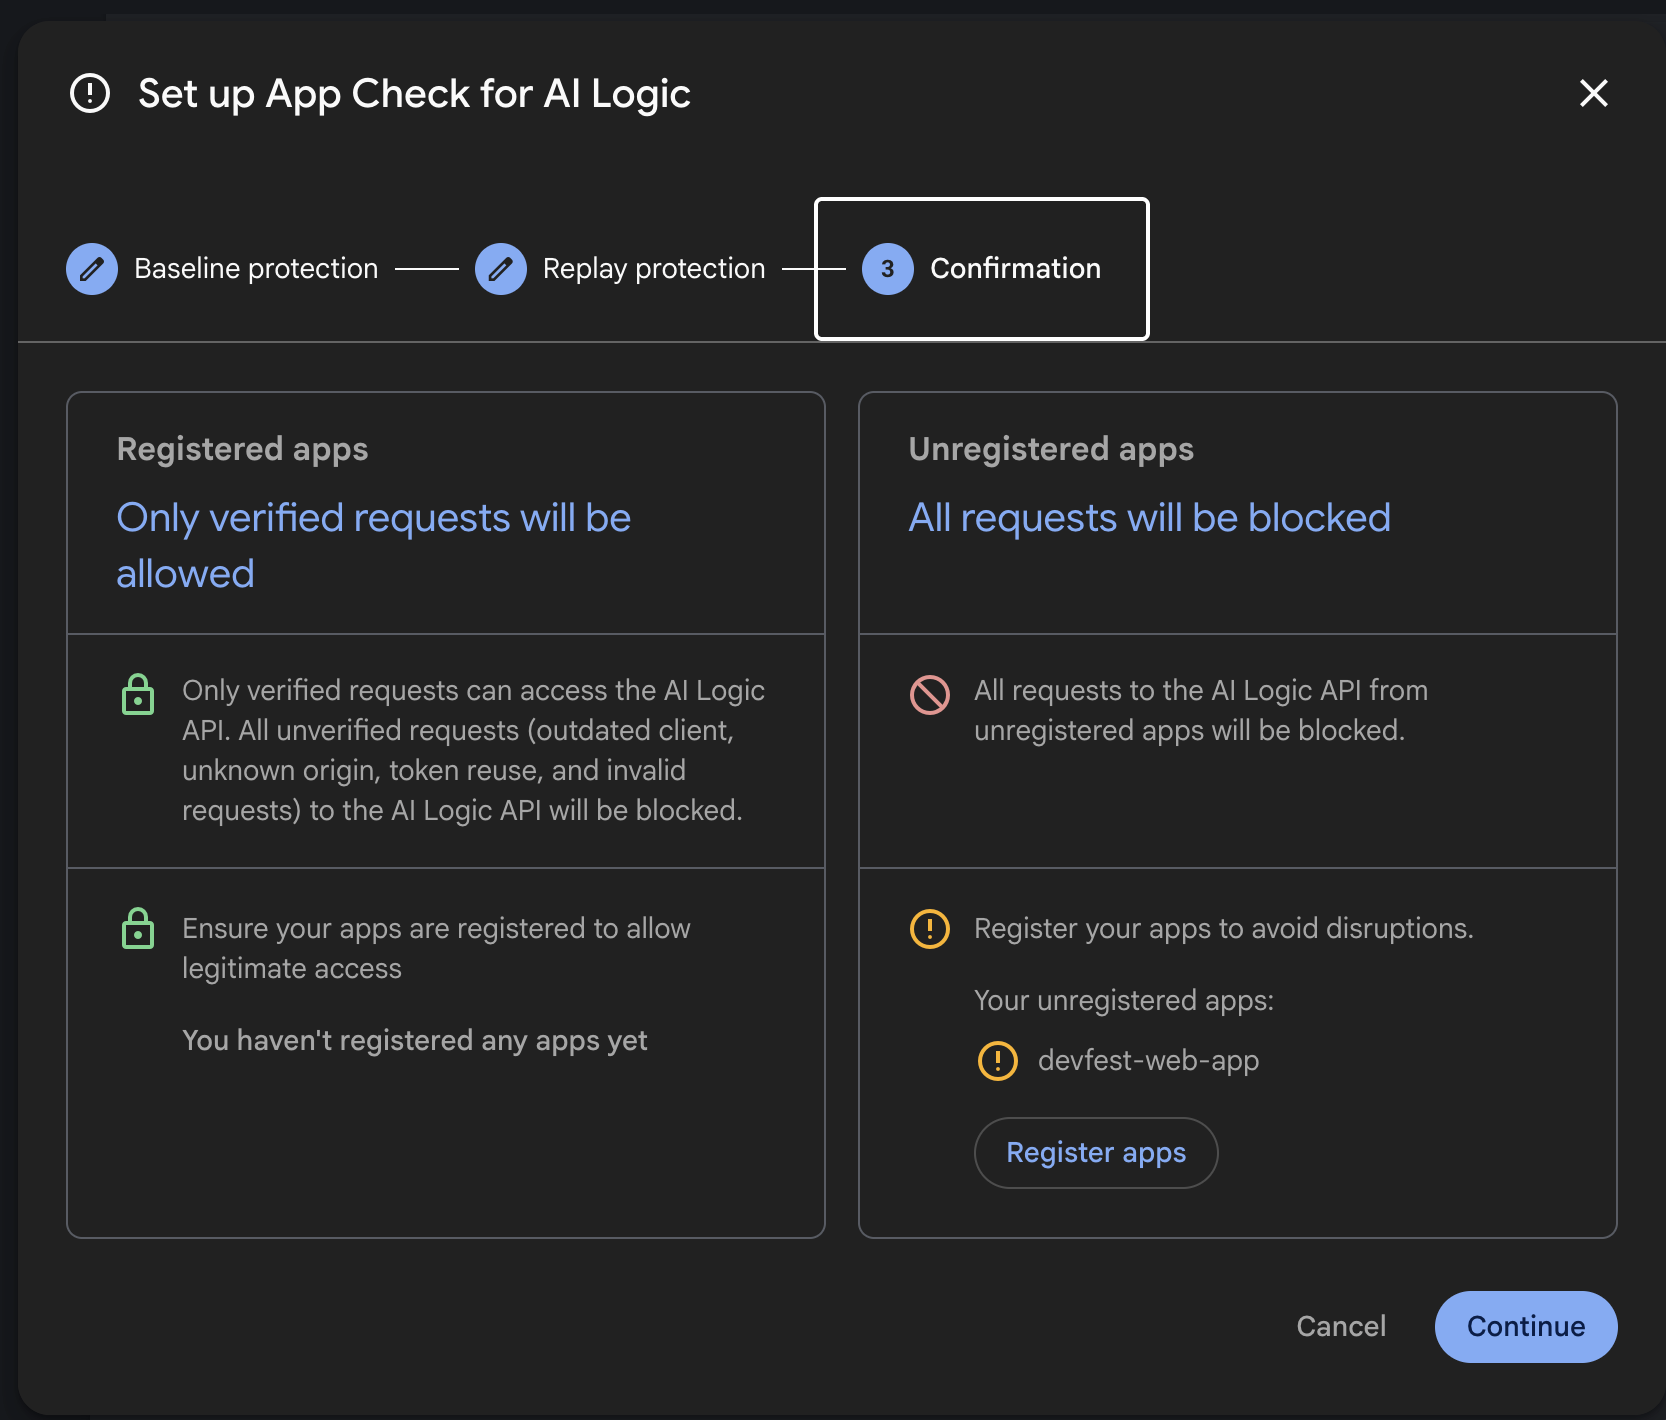 Set up App Check for AI Logic
Baseline protection
Replay protection
3 Confirmation
Registered apps
Only verified requests will be
allowed
Only verified requests can access the AI Logic
API. All unverified requests (outdated client,
unknown origin, token reuse, and invalid
requests) to the AI Logic API will be blocked.
Ensure your apps are registered to allow
legitimate access
You haven't registered any apps yet
Unregistered apps
All requests will be blocked
All requests to the AI Logic API from
unregistered apps will be blocked.
Register your apps to avoid disruptions.
Your unregistered apps:
devfest-web-app
Register apps
Cancel
Continue